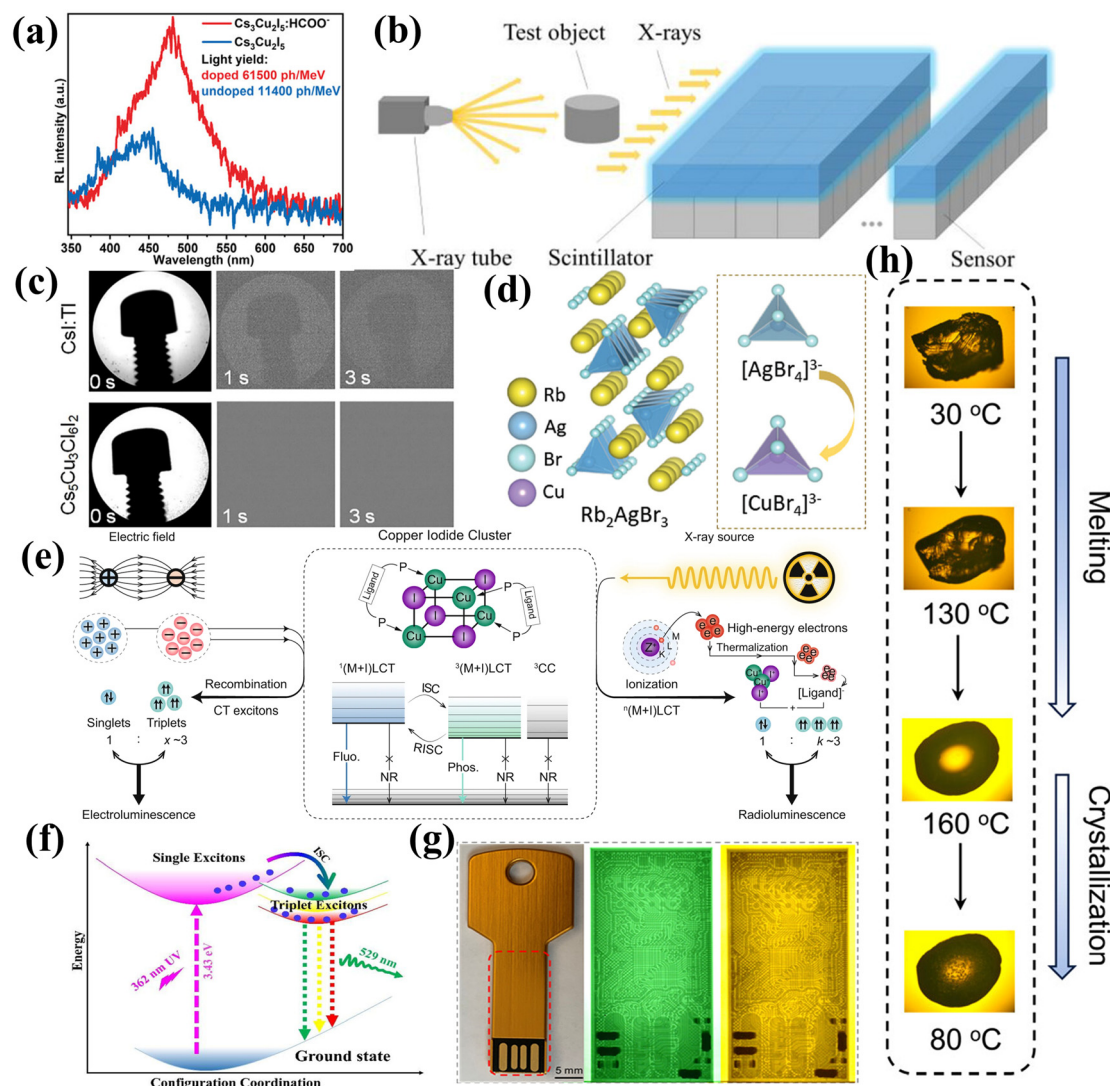 (a)
Cs₃Cu₂I₅:HCOO⁻
Cs₃Cu₂I₅
Light yield:
doped 61500 ph/MeV
undoped 11400 ph/MeV
RL intensity (a.u.)
350 400 450 500 550 600 650 700
Wavelength (nm)
(b)
Test object
X-rays
...
X-ray tube
Scintillator
Sensor
(c)
CsI:Tl
0 s
1 s
3 s
Cs₅Cu₃Cl₆I₂
0 s
1 s
3 s
(d)
Rb
Ag
Br
Cu
Rb₂AgBr₃
[AgBr₄]³⁻
[CuBr₄]³⁻
(e)
Electric field
+
−
Recombination
CT excitons
Singlets
Triplets
1 : x ~3
Electroluminescence
Copper Iodide Cluster
Ligand
P
P
Cu
I
I
Cu
Cu
I
Cu
I
P
P
Ligand
¹(M+I)LCT
³(M+I)LCT
³CC
ISC
RISC
Fluo.
NR
Phos.
NR
NR
X-ray source
Z⁺
K
L
M
e
High-energy electrons
Thermalization
Ionization
ⁿ(M+I)LCT
Cu
I⁺
Cu
I⁺
[Ligand]⁻
+
1 : k ~3
Radioluminescence
(f)
Single Excitons
ISC
Triplet Excitons
362 nm UV
3.43 eV
529 nm
Ground state
Energy
Configuration Coordination
(g)
5 mm
(h)
30 °C
130 °C
160 °C
80 °C
Melting
Crystallization